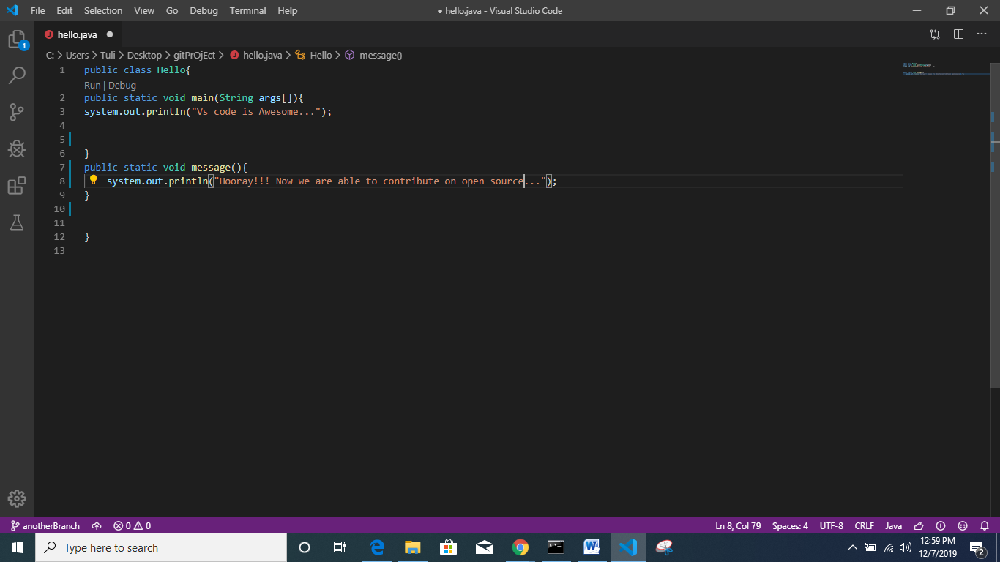 File Edit Selection View Go Debug Terminal Help ● hello.java - Visual Studio Code
hello.java
1
C: > Users > Tuli > Desktop > gitPrOjEct > hello.java > Hello > message()
1 public class Hello{
Run | Debug
2 public static void main(String args[]){
3 system.out.println("Vs code is Awesome...");
4
5
6 }
7 public static void message(){
8 system.out.println("Hooray!!! Now we are able to contribute on open source...");
9 }
10
11
12 }
13
anotherBranch 0 0 Ln 8, Col 79 Spaces: 4 UTF-8 CRLF Java
Type here to search
12:59 PM
12/7/2019
2